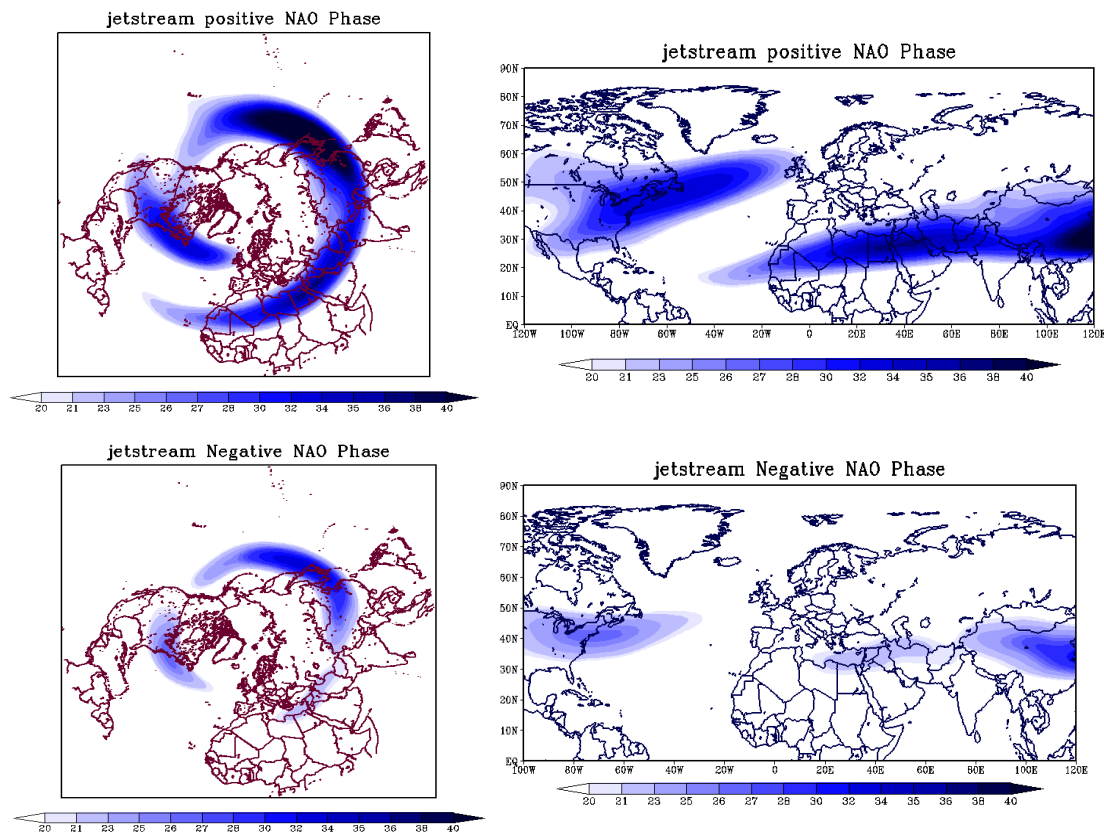 jetstream positive NAO Phase
20 21 23 25 26 27 28 30 32 34 35 36 38 40
jetstream positive NAO Phase
90N
80N
70N
60N
50N
40N
30N
20N
10N
EQ
120W 100W 80W 60W 40W 20W 0 20E 40E 60E 80E 100E 120E
20 21 23 25 26 27 28 30 32 34 35 36 38 40
jetstream Negative NAO Phase
20 21 23 25 26 27 28 30 32 34 35 36 38 40
jetstream Negative NAO Phase
90N
80N
70N
60N
50N
40N
30N
20N
10N
EQ
100W 80W 60W 40W 20W 0 20E 40E 60E 80E 100E 120E
20 21 23 25 26 27 28 30 32 34 35 36 38 40